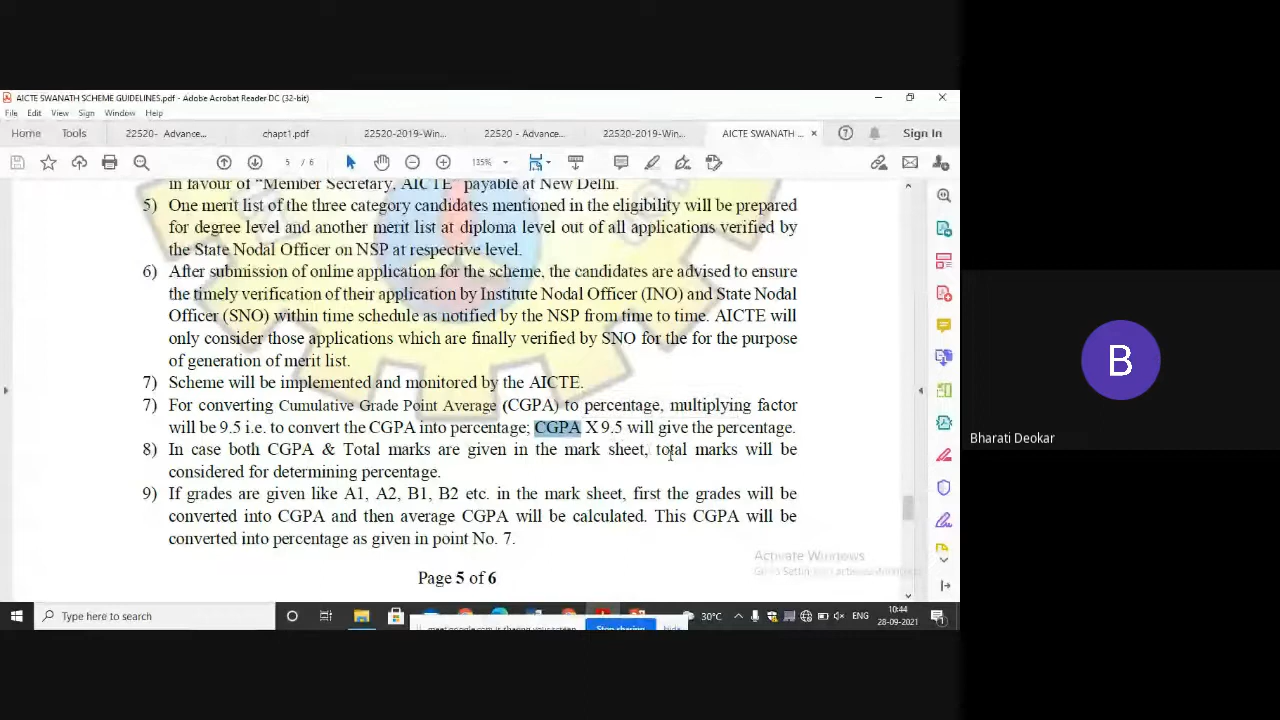 AICTE SWANATH SCHEME GUIDELINES.pdf - Adobe Acrobat Reader DC (32-bit)
File Edit View Sign Window Help
Home Tools 22520- Advance... chapt1.pdf 22520-2019-Win... 22520 - Advance... 22520-2019-Win... AICTE SWANATH ... × Sign In
5 / 6 135%
in favour of “Member Secretary, AICTE” payable at New Delhi.
5) One merit list of the three category candidates mentioned in the eligibility will be prepared
for degree level and another merit list at diploma level out of all applications verified by
the State Nodal Officer on NSP at respective level.
6) After submission of online application for the scheme, the candidates are advised to ensure
the timely verification of their application by Institute Nodal Officer (INO) and State Nodal
Officer (SNO) within time schedule as notified by the NSP from time to time. AICTE will
only consider those applications which are finally verified by SNO for the for the purpose
of generation of merit list.
7) Scheme will be implemented and monitored by the AICTE.
7) For converting Cumulative Grade Point Average (CGPA) to percentage, multiplying factor
will be 9.5 i.e. to convert the CGPA into percentage; CGPA X 9.5 will give the percentage.
8) In case both CGPA & Total marks are given in the mark sheet, total marks will be
considered for determining percentage.
9) If grades are given like A1, A2, B1, B2 etc. in the mark sheet, first the grades will be
converted into CGPA and then average CGPA will be calculated. This CGPA will be
converted into percentage as given in point No. 7.
Activate Windows
Page 5 of 6
Type here to search
meet.google.com is sharing your screen. Stop sharing Hide
30°C ENG 10:44
28-09-2021
B
Bharati Deokar